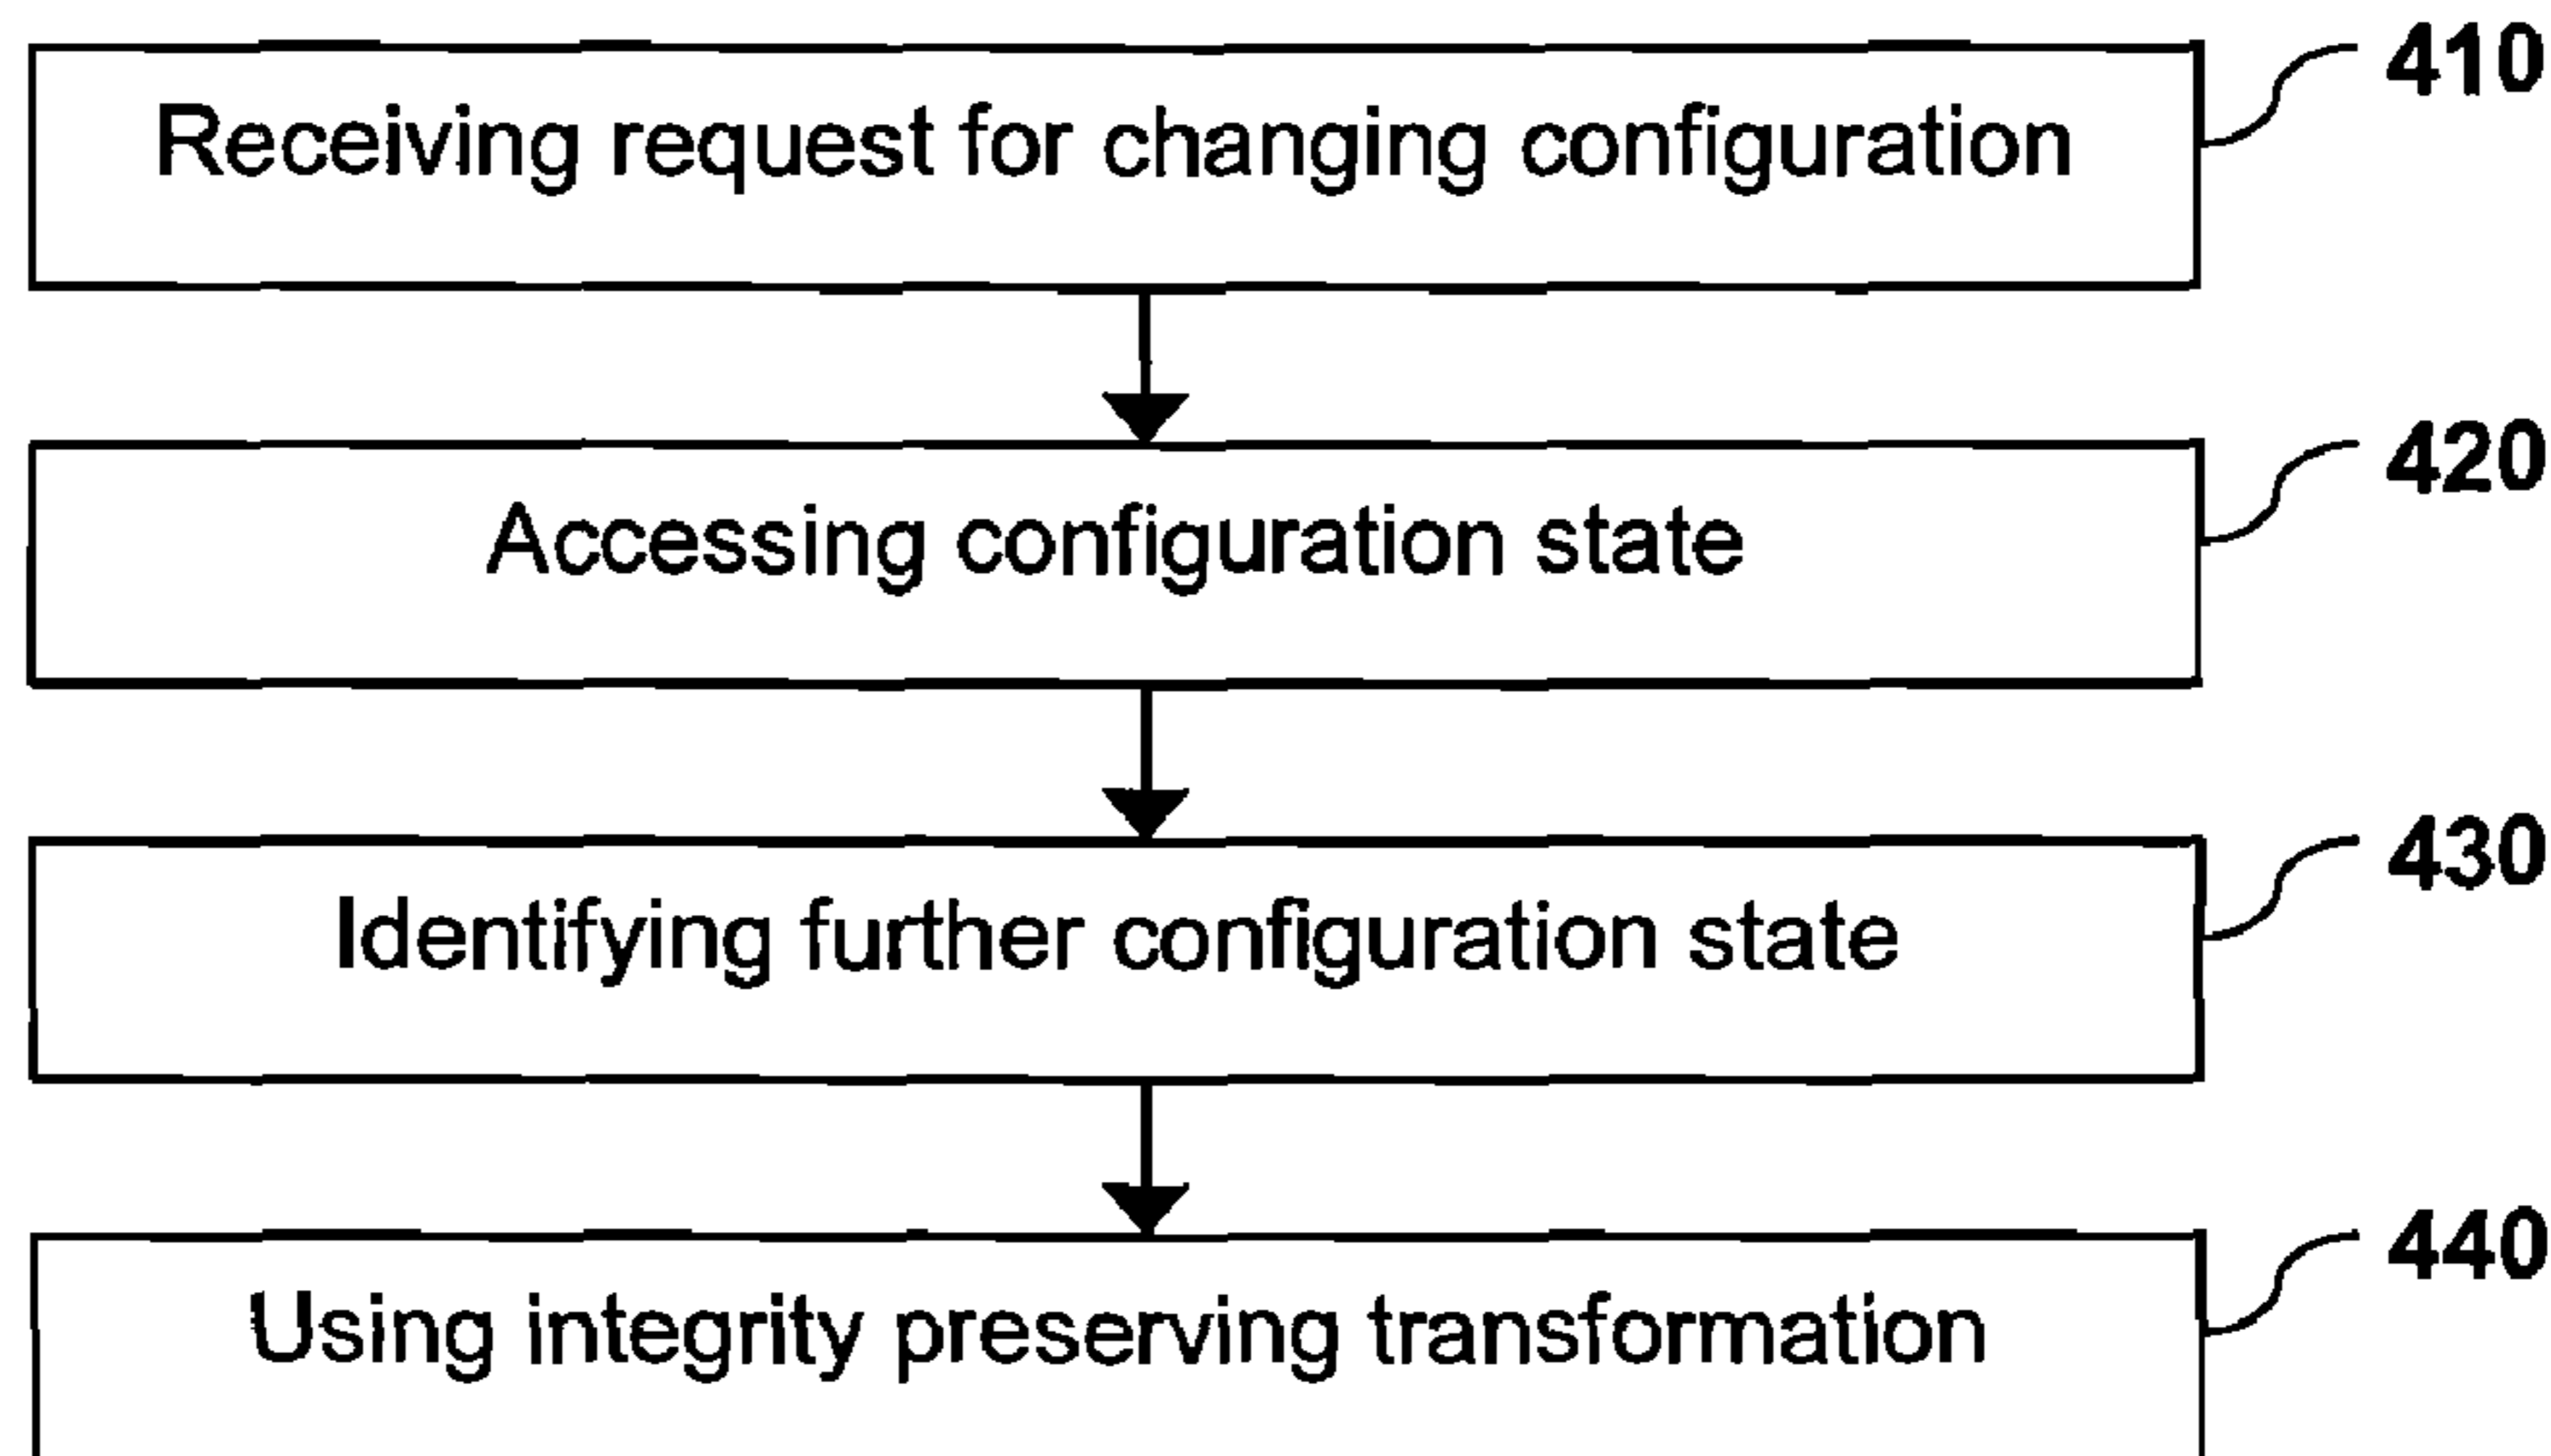 Receiving request for changing configuration 410
Accessing configuration state 420
Identifying further configuration state 430
Using integrity preserving transformation 440